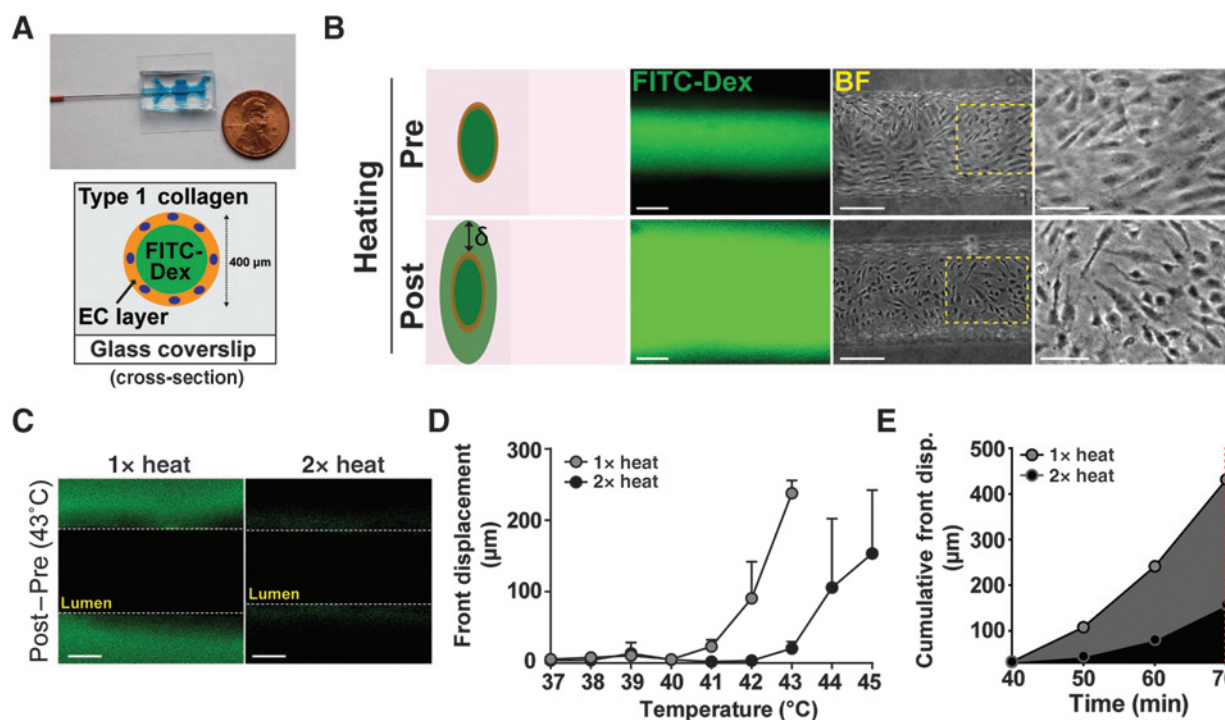 A
Type 1 collagen
FITC-
Dex
400 µm
EC layer
Glass coverslip
(cross-section)
B
Heating
Pre
Post
δ
FITC-Dex
BF
C
1× heat
2× heat
Post–Pre (43°C)
Lumen
D
Front displacement
(µm)
300
200
100
0
1× heat
2× heat
37 38 39 40 41 42 43 44 45
Temperature (°C)
E
Cumulative front disp.
(µm)
500
400
300
200
100
1× heat
2× heat
40 50 60
Time (min)